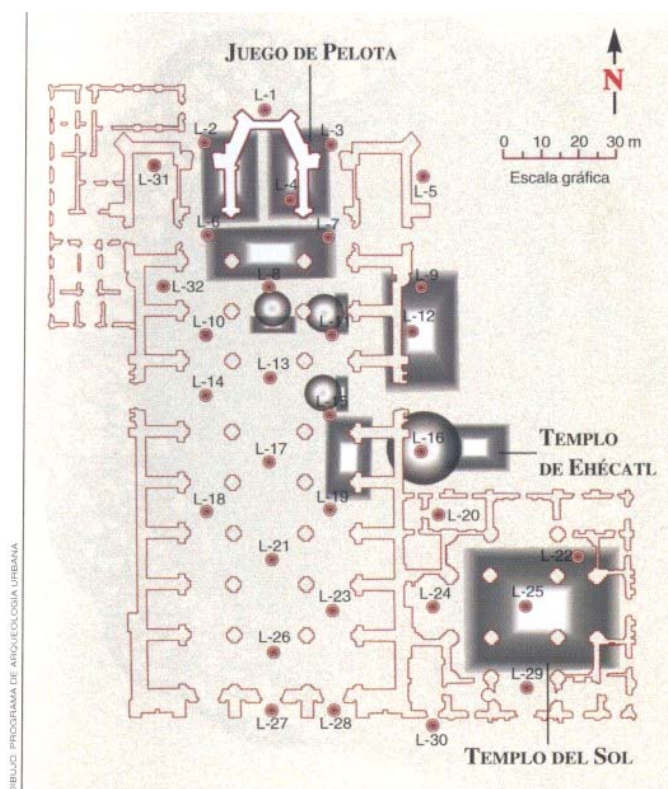 JUEGO DE PELOTA
N
0 10 20 30 m
Escala gráfica
L-1
L-2
L-3
L-31
L-4
L-5
L-6
L-7
L-32
L-8
L-9
L-10
L-11
L-12
L-13
L-14
L-15
L-16
TEMPLO
DE EHÉCATL
L-17
L-18
L-19
L-20
L-21
L-22
L-23
L-24
L-25
L-26
L-27
L-28
L-29
L-30
TEMPLO DEL SOL
DIBUJO: PROGRAMA DE ARQUEOLOGÍA URBANA